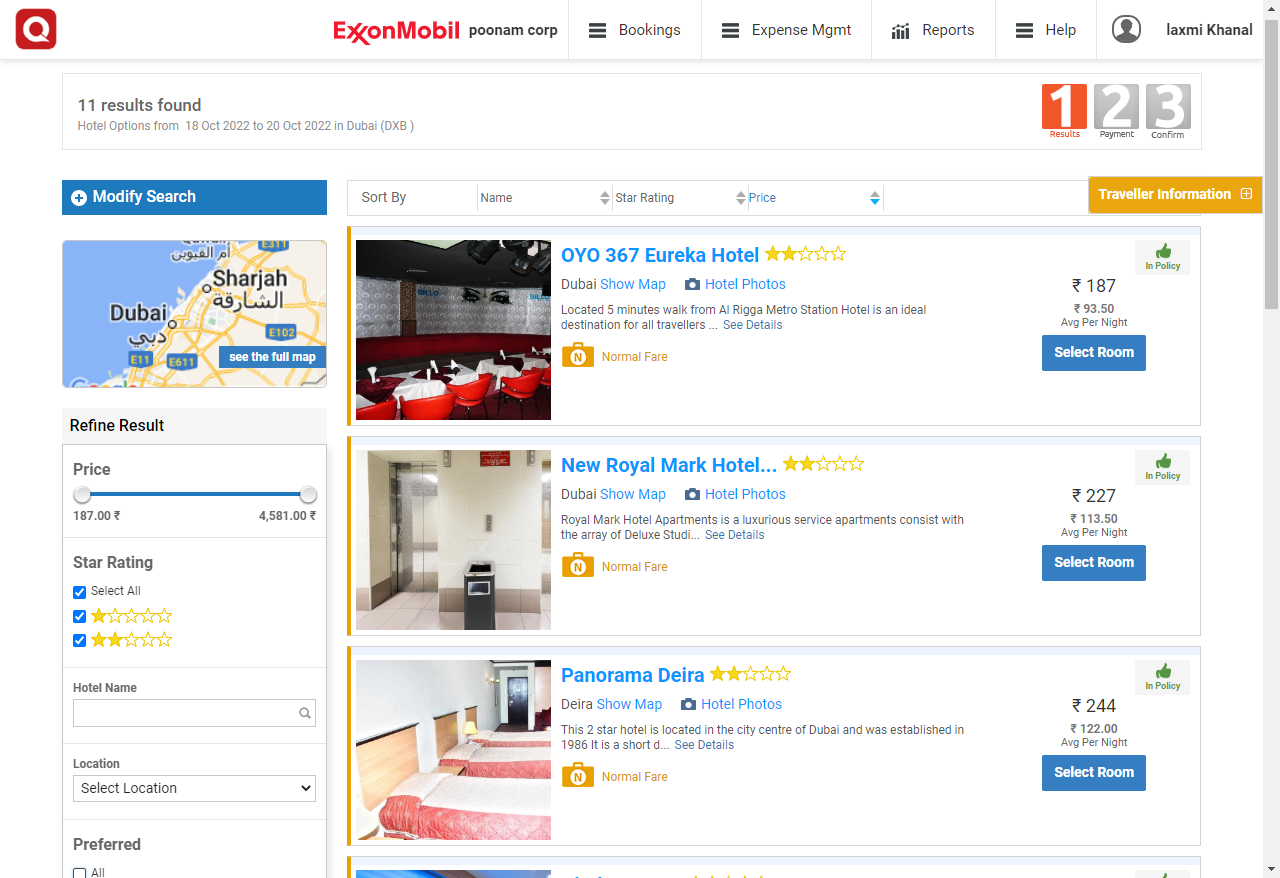 Q
ExxonMobil poonam corp
Bookings
Expense Mgmt
Reports
Help
laxmi Khanal
11 results found
Hotel Options from 18 Oct 2022 to 20 Oct 2022 in Dubai (DXB )
1 2 3
Results Payment Confirm
Modify Search
Sort By
Name
Star Rating
Price
Traveller Information
E311
أم القيوين
Sharjah
الشارقة
Dubai
دبي
E102
E11
E611
see the full map
Google
Refine Result
Price
187.00 ₹ 4,581.00 ₹
Star Rating
Select All
Hotel Name
Location
Select Location
Preferred
All
OYO 367 Eureka Hotel
Dubai Show Map Hotel Photos
Located 5 minutes walk from Al Rigga Metro Station Hotel is an ideal
destination for all travellers ... See Details
N Normal Fare
In Policy
₹ 187
₹ 93.50
Avg Per Night
Select Room
New Royal Mark Hotel...
Dubai Show Map Hotel Photos
Royal Mark Hotel Apartments is a luxurious service apartments consist with
the array of Deluxe Studi... See Details
N Normal Fare
In Policy
₹ 227
₹ 113.50
Avg Per Night
Select Room
Panorama Deira
Deira Show Map Hotel Photos
This 2 star hotel is located in the city centre of Dubai and was established in
1986 It is a short d... See Details
N Normal Fare
In Policy
₹ 244
₹ 122.00
Avg Per Night
Select Room